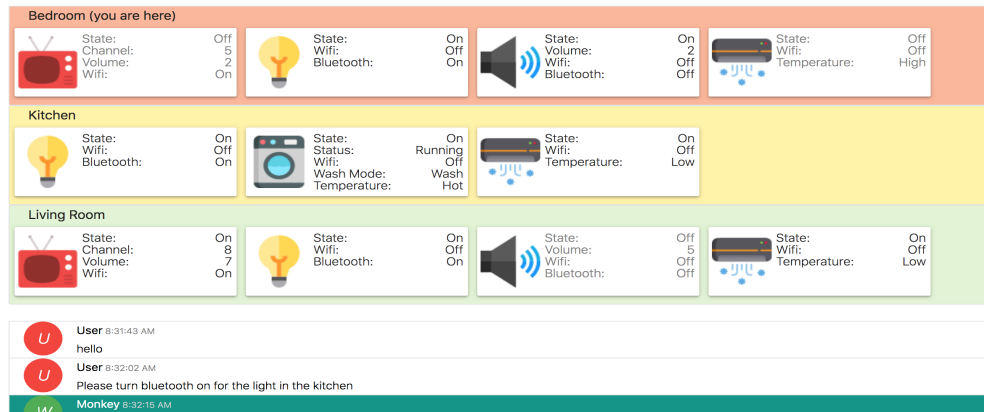 Bedroom (you are here)
State: Off
Channel: 5
Volume: 2
Wifi: On
State: On
Wifi: Off
Bluetooth: On
State: On
Volume: 2
Wifi: Off
Bluetooth: Off
State: Off
Wifi: Off
Temperature: High
Kitchen
State: On
Wifi: Off
Bluetooth: On
State: On
Status: Running
Wifi: Off
Wash Mode: Wash
Temperature: Hot
State: On
Wifi: Off
Temperature: Low
Living Room
State: On
Channel: 8
Volume: 7
Wifi: On
State: On
Wifi: Off
Bluetooth: On
State: Off
Volume: 5
Wifi: Off
Bluetooth: Off
State: On
Wifi: Off
Temperature: Low
U
User 8:31:43 AM
hello
U
User 8:32:02 AM
Please turn bluetooth on for the light in the kitchen
W
Monkey 8:32:15 AM